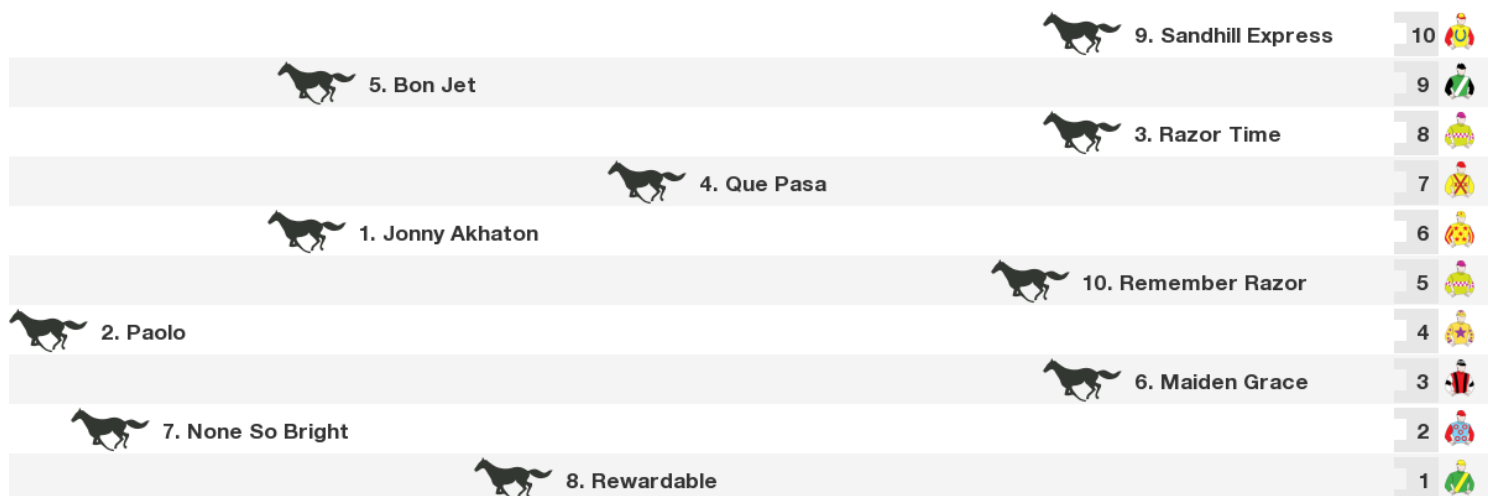 9. Sandhill Express 10
5. Bon Jet 9
3. Razor Time 8
4. Que Pasa 7
1. Jonny Akhaton 6
10. Remember Razor 5
2. Paolo 4
6. Maiden Grace 3
7. None So Bright 2
8. Rewardable 1